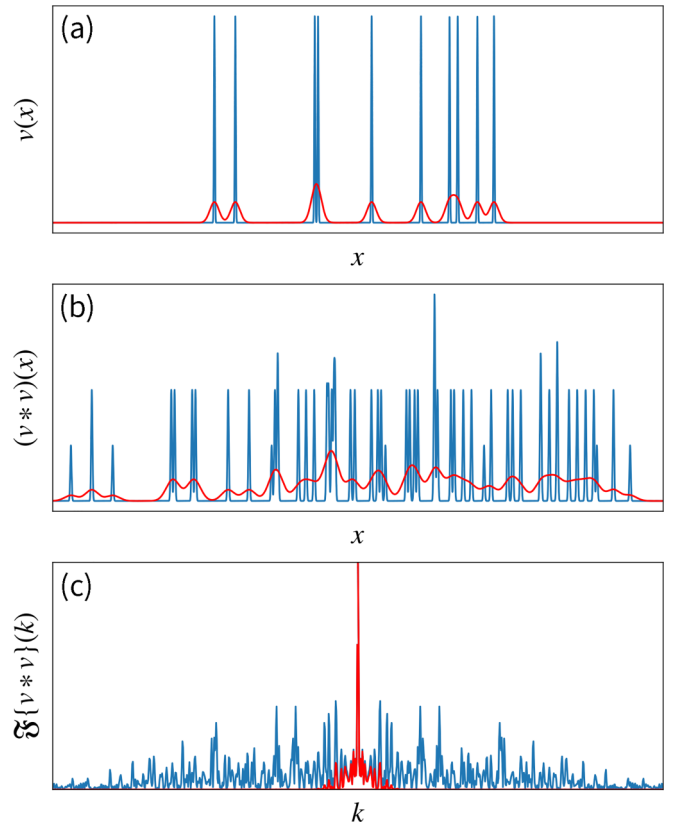 (a)
v(x)
x
(b)
(v * v)(x)
x
(c)
𝕱{v * v}(k)
k